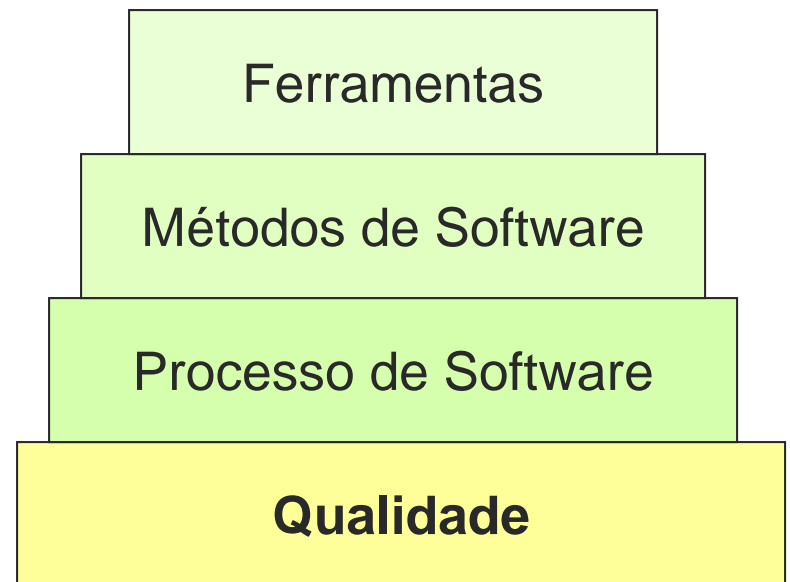 Ferramentas
Métodos de Software
Processo de Software
Qualidade